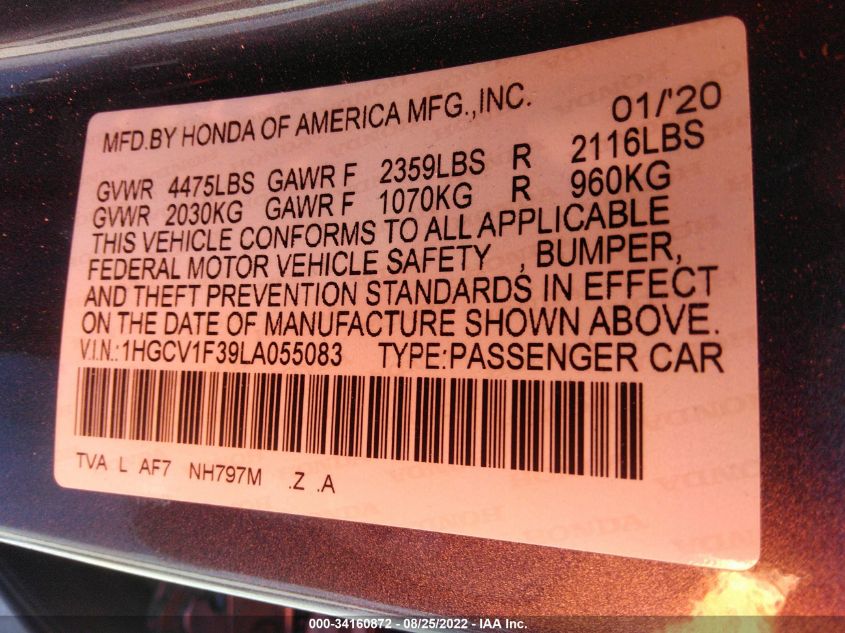 MFD.BY HONDA OF AMERICA MFG.,INC. 01/'20
GVWR 4475LBS GAWR F 2359LBS R 2116LBS
GVWR 2030KG GAWR F 1070KG R 960KG
THIS VEHICLE CONFORMS TO ALL APPLICABLE
FEDERAL MOTOR VEHICLE SAFETY , BUMPER,
AND THEFT PREVENTION STANDARDS IN EFFECT
ON THE DATE OF MANUFACTURE SHOWN ABOVE.
V.I.N.:1HGCV1F39LA055083 TYPE:PASSENGER CAR
TVA L AF7 NH797M .Z .A
000-34160872 - 08/25/2022 - IAA Inc.